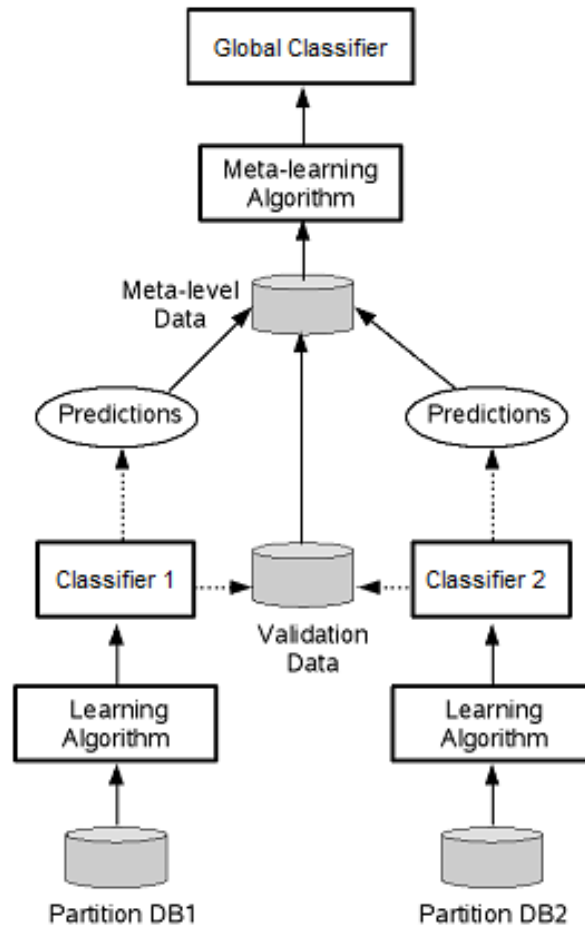 Global Classifier
Meta-learning
Algorithm
Meta-level
Data
Predictions
Predictions
Classifier 1
Classifier 2
Validation
Data
Learning
Algorithm
Learning
Algorithm
Partition DB1
Partition DB2